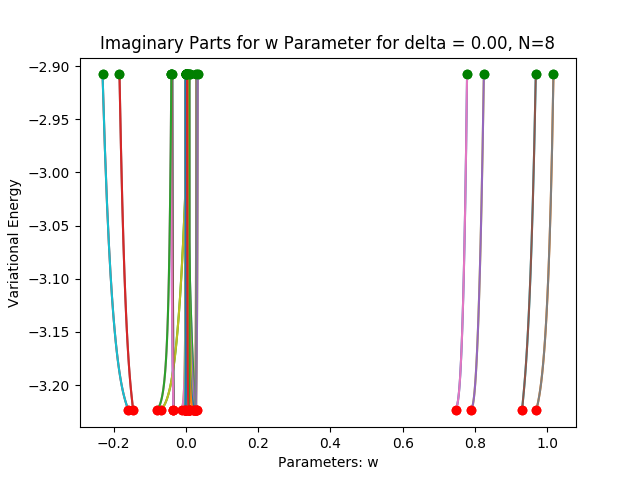 Imaginary Parts for w Parameter for delta = 0.00, N=8
−2.90
−2.95
−3.00
−3.05
−3.10
−3.15
−3.20
Variational Energy
−0.2 0.0 0.2 0.4 0.6 0.8 1.0
Parameters: w